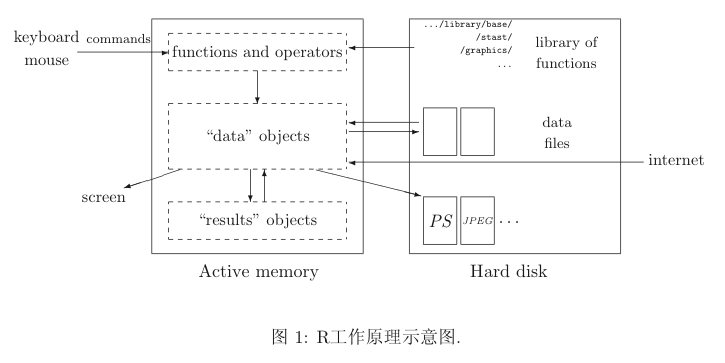 keyboard
mouse
commands
functions and operators
.../library/base/
/stast/
/graphics/
...
library of
functions
"data" objects
data
files
internet
screen
"results" objects
PS
JPEG
...
Active memory
Hard disk
图 1: R工作原理示意图.